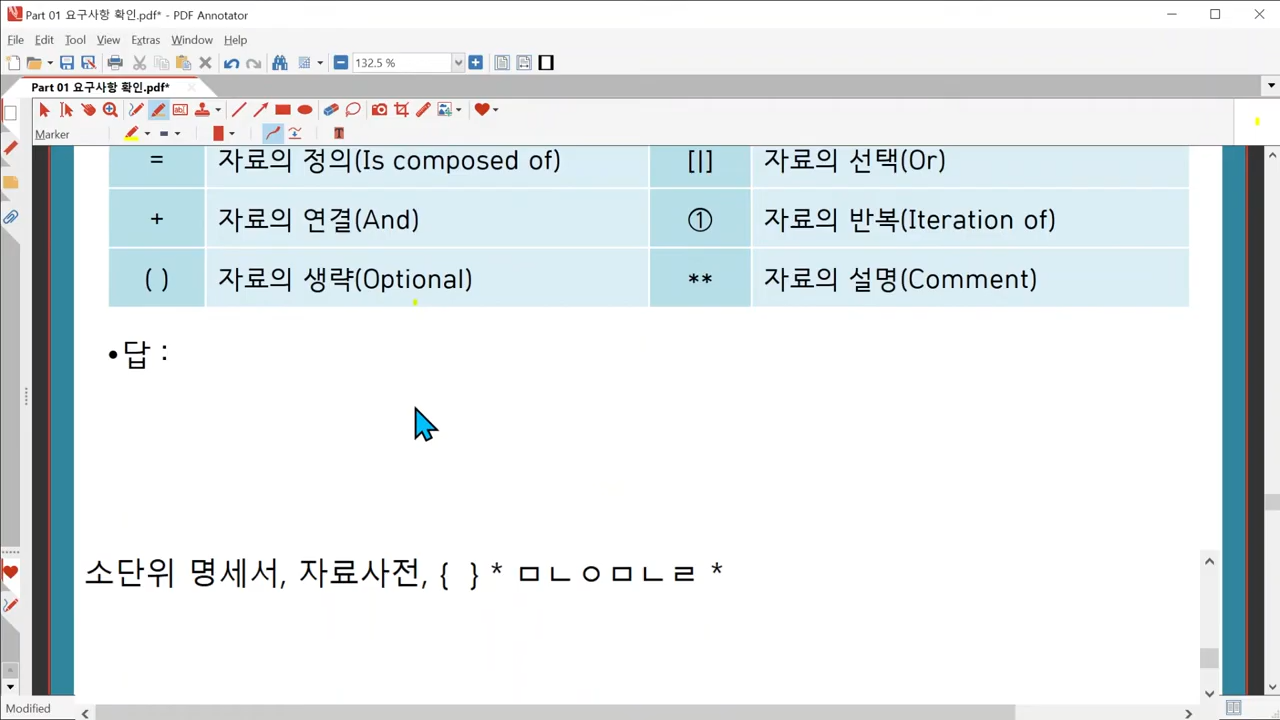 Part 01 요구사항 확인.pdf* - PDF Annotator
File Edit Tool View Extras Window Help
132.5 %
Part 01 요구사항 확인.pdf*
Marker
= 자료의 정의(Is composed of) [|] 자료의 선택(Or)
+ 자료의 연결(And) ① 자료의 반복(Iteration of)
( ) 자료의 생략(Optional) ** 자료의 설명(Comment)
•답 :
소단위 명세서, 자료사전, { } * ㅁㄴㅇㅁㄴㄹ *
Modified